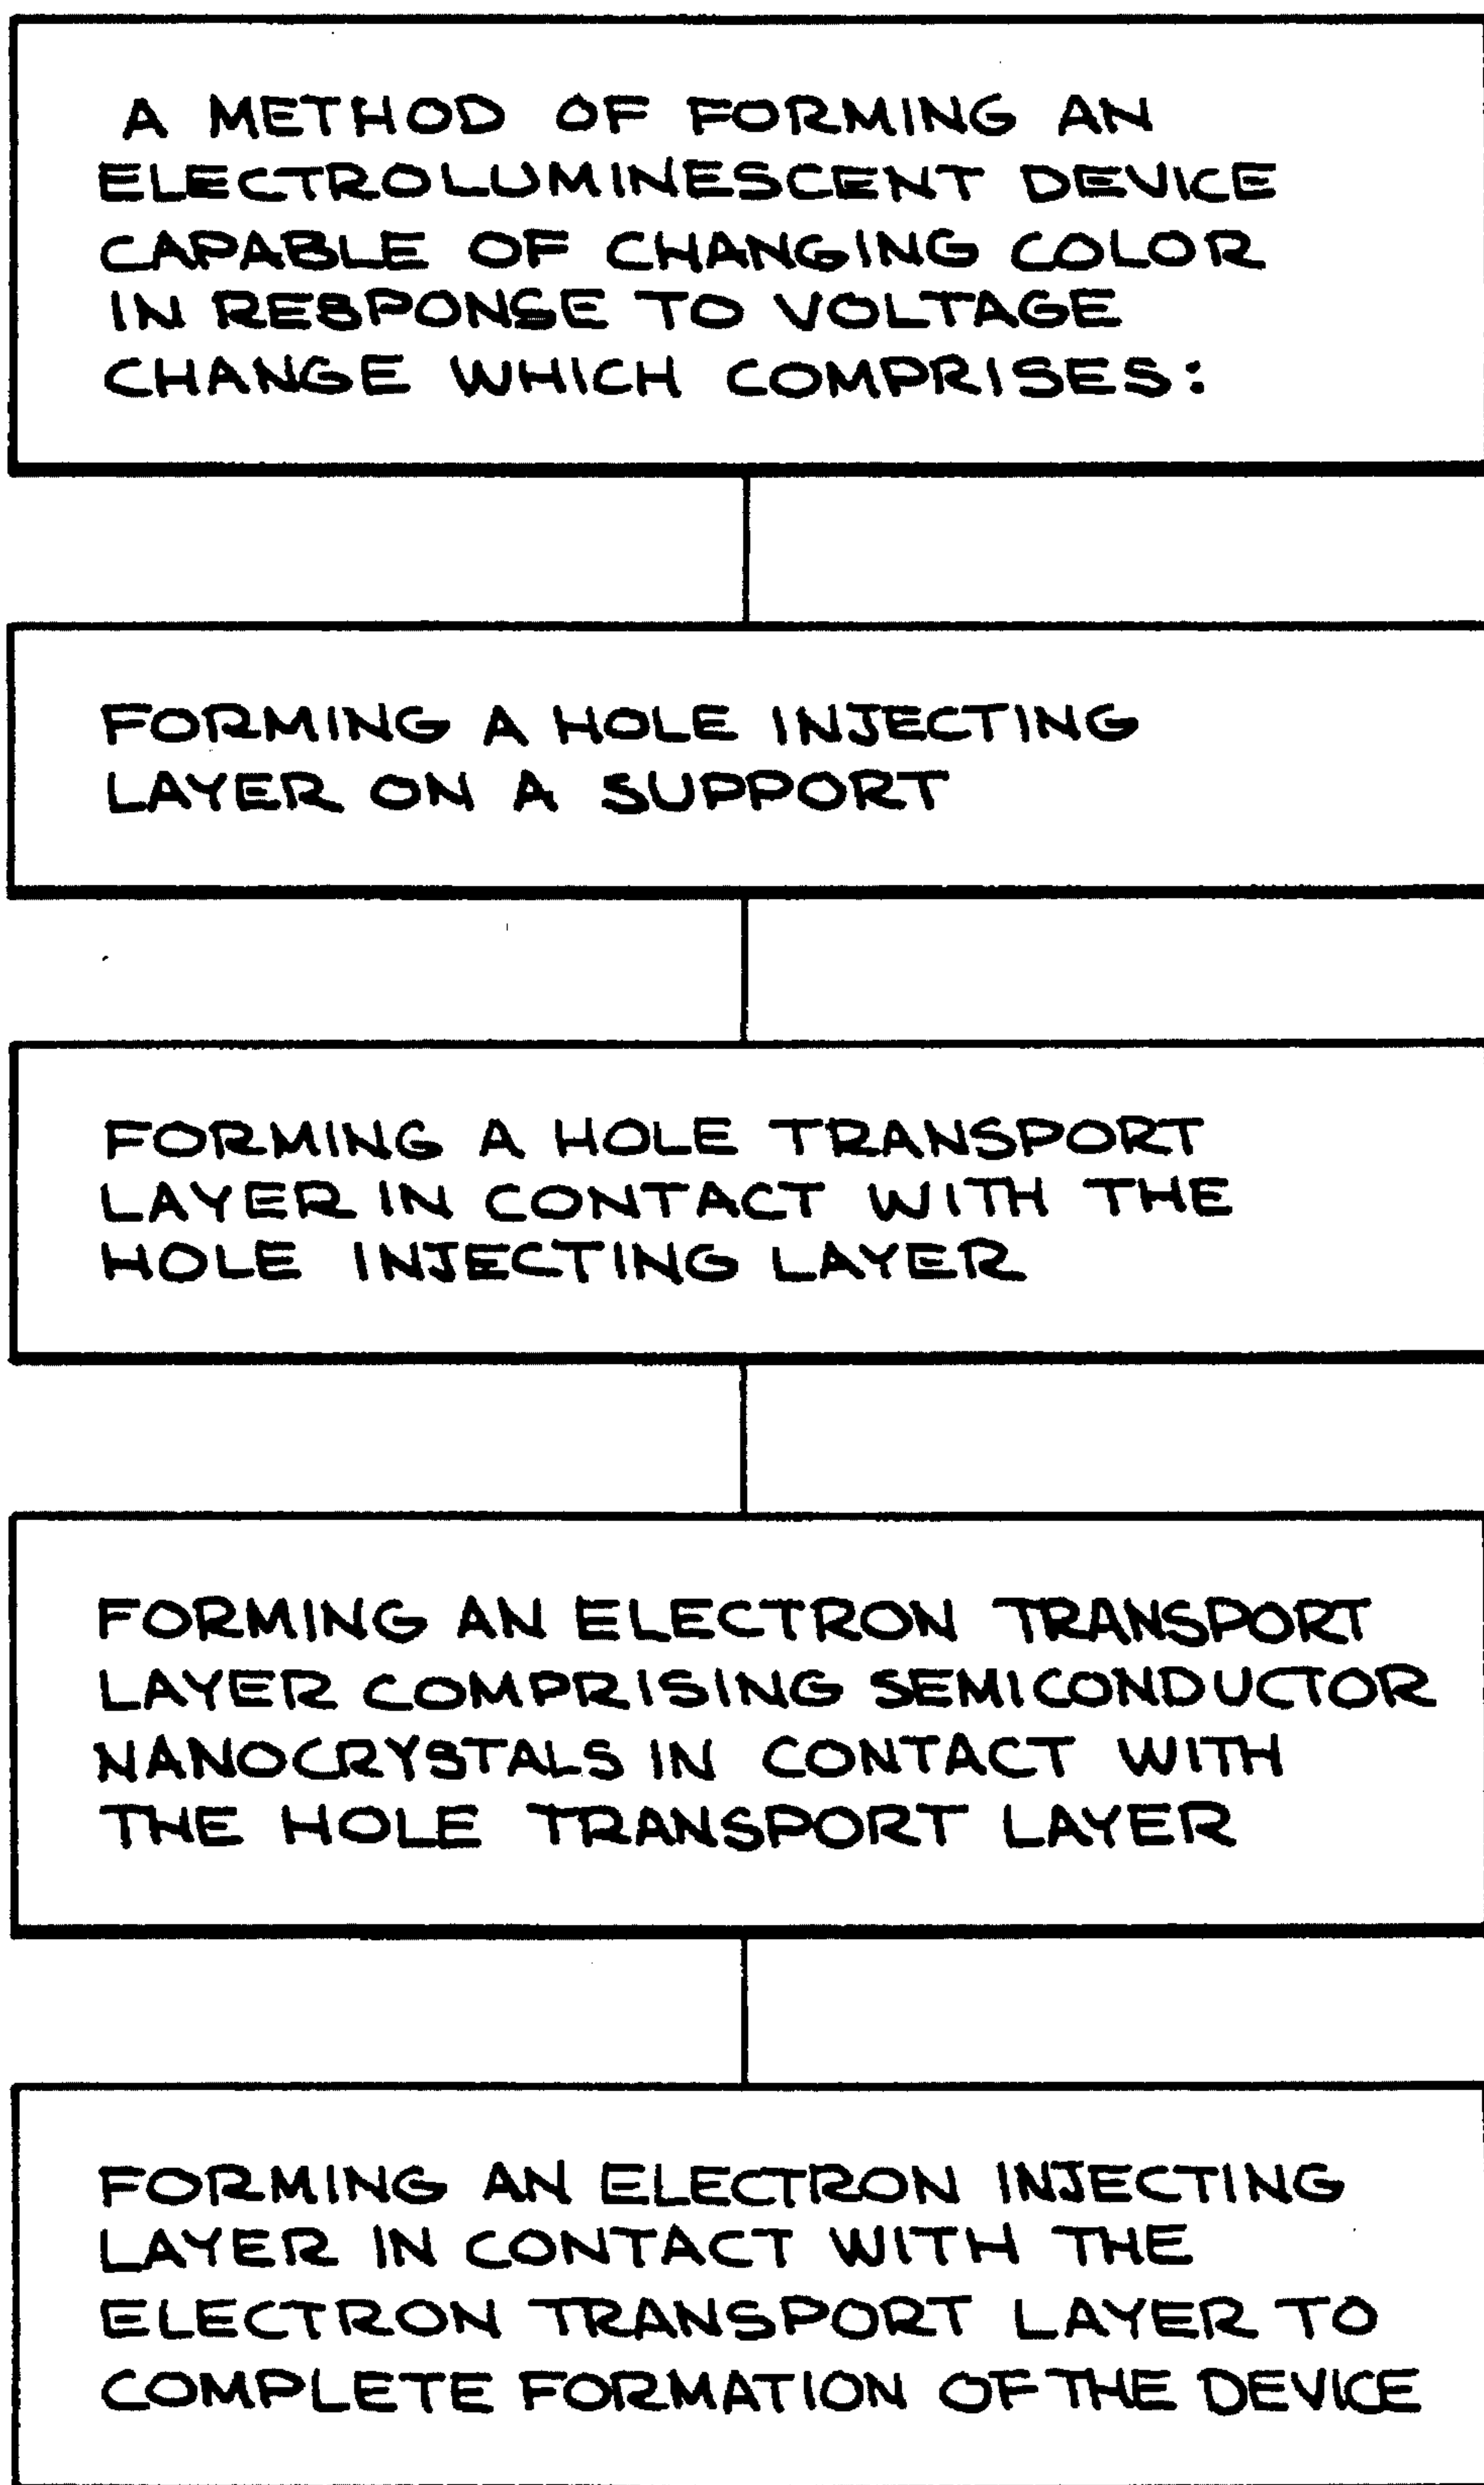 A METHOD OF FORMING AN
ELECTROLUMINESCENT DEVICE
CAPABLE OF CHANGING COLOR
IN RESPONSE TO VOLTAGE
CHANGE WHICH COMPRISES:
FORMING A HOLE INJECTING
LAYER ON A SUPPORT
FORMING A HOLE TRANSPORT
LAYER IN CONTACT WITH THE
HOLE INJECTING LAYER
FORMING AN ELECTRON TRANSPORT
LAYER COMPRISING SEMICONDUCTOR
NANOCRYSTALS IN CONTACT WITH
THE HOLE TRANSPORT LAYER
FORMING AN ELECTRON INJECTING
LAYER IN CONTACT WITH THE
ELECTRON TRANSPORT LAYER TO
COMPLETE FORMATION OF THE DEVICE